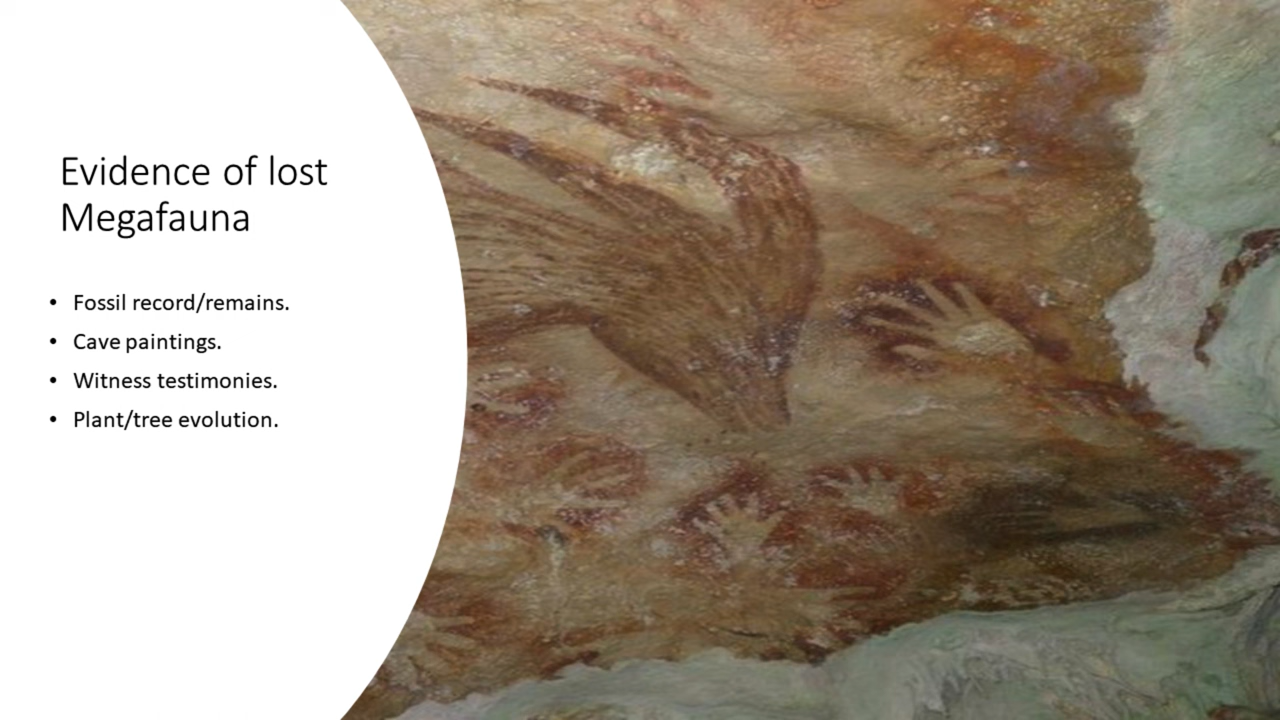 Evidence of lost
Megafauna
• Fossil record/remains.
• Cave paintings.
• Witness testimonies.
• Plant/tree evolution.